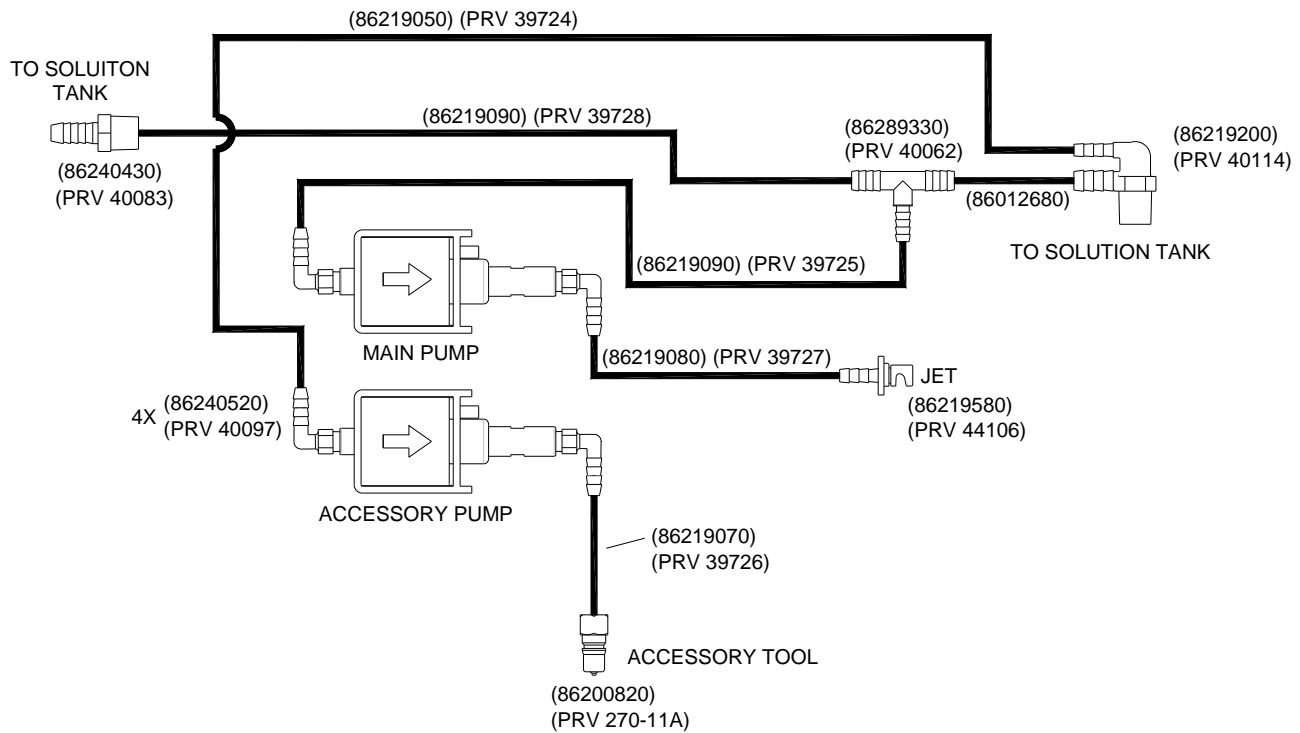 (86219050) (PRV 39724)
TO SOLUITON
TANK
(86219090) (PRV 39728)
(86289330)
(PRV 40062)
(86219200)
(PRV 40114)
(86240430)
(PRV 40083)
(86012680)
TO SOLUTION TANK
(86219090) (PRV 39725)
MAIN PUMP
(86219080) (PRV 39727)
JET
(86219580)
(PRV 44106)
4X
(86240520)
(PRV 40097)
ACCESSORY PUMP
(86219070)
(PRV 39726)
ACCESSORY TOOL
(86200820)
(PRV 270-11A)